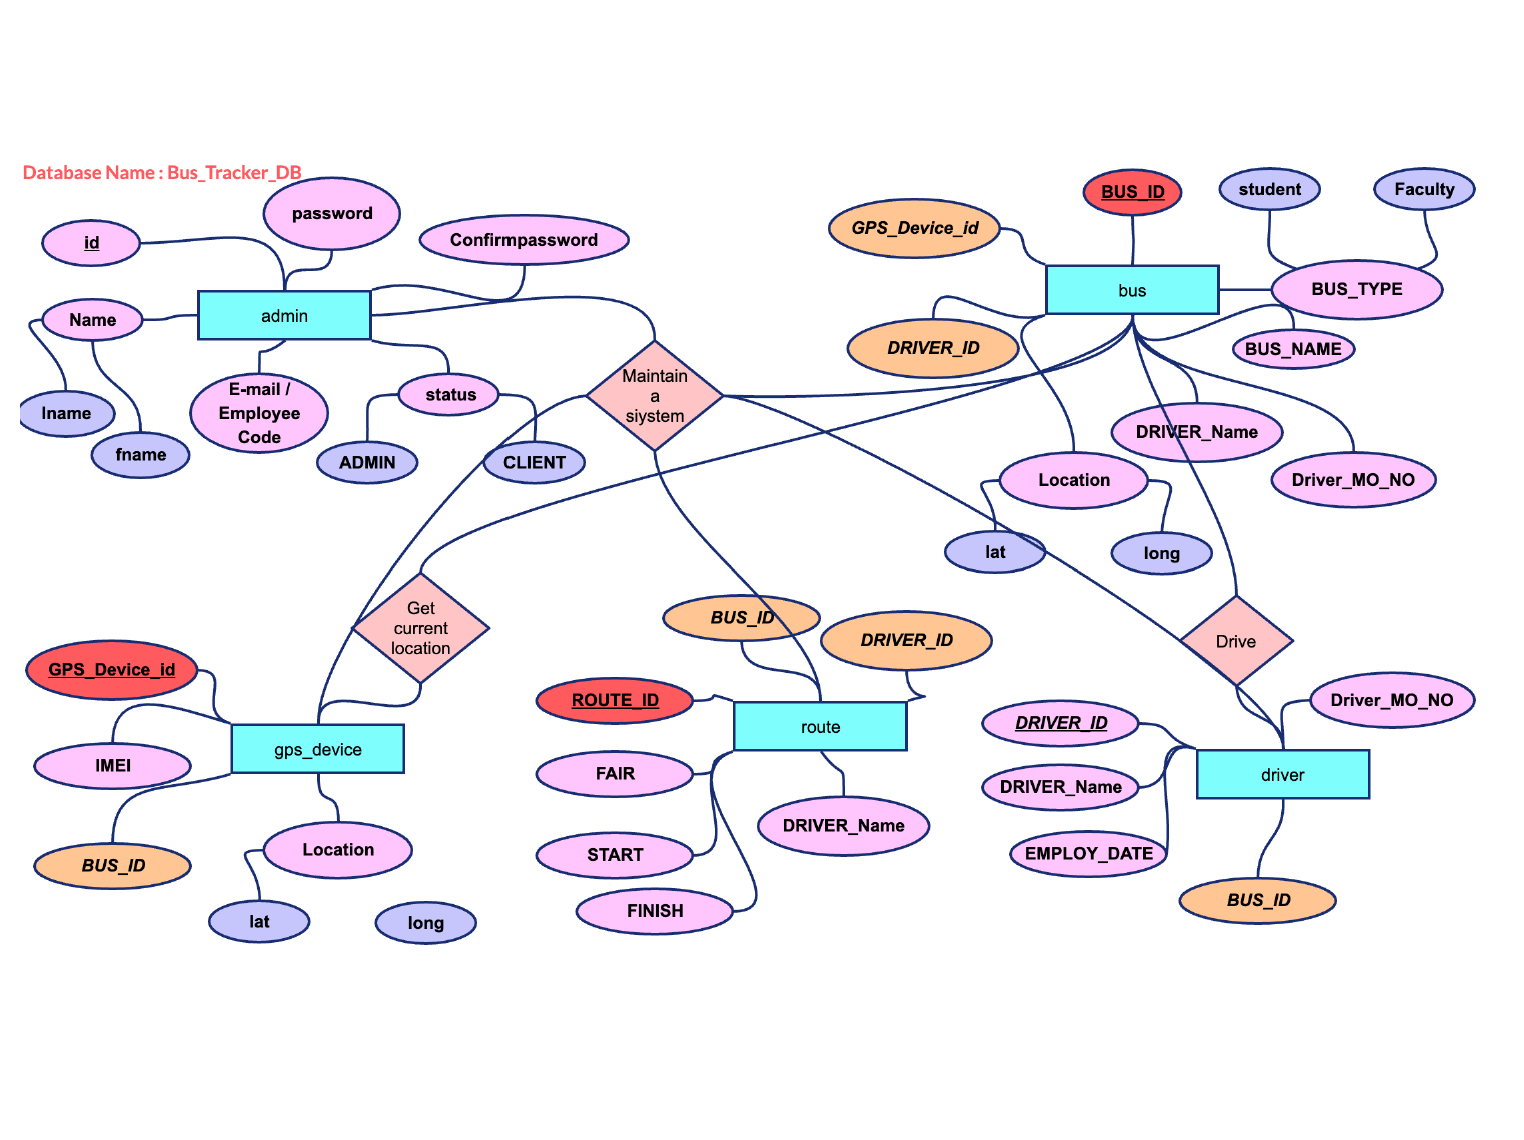 Database Name : Bus_Tracker_DB
id
password
Confirmpassword
Name
admin
lname
fname
E-mail /
Employee
Code
status
ADMIN
CLIENT
Maintain
a
siystem
GPS_Device_id
BUS_ID
student
Faculty
bus
BUS_TYPE
DRIVER_ID
BUS_NAME
DRIVER_Name
Location
Driver_MO_NO
lat
long
Get
current
location
GPS_Device_id
IMEI
gps_device
BUS_ID
Location
lat
long
BUS_ID
DRIVER_ID
ROUTE_ID
route
FAIR
START
FINISH
DRIVER_Name
Drive
DRIVER_ID
Driver_MO_NO
DRIVER_Name
driver
EMPLOY_DATE
BUS_ID